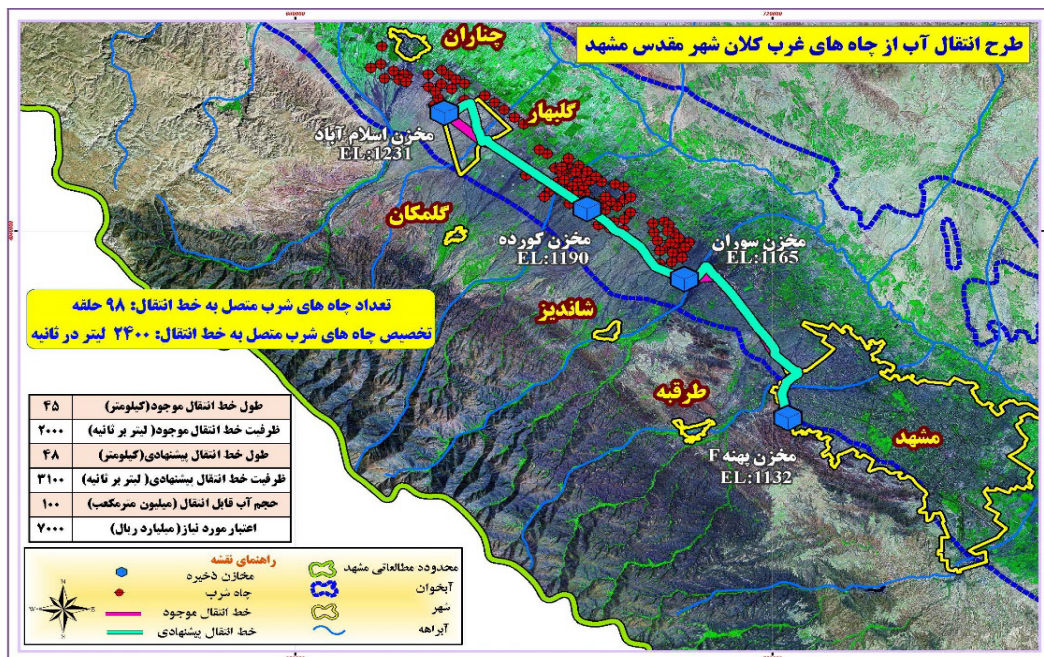 طرح انتقال آب از چاه های غرب کلان شهر مقدس مشهد
چناران
گلبهار
مخزن اسلام آباد
EL:1231
گلمکان
مخزن کورده
EL:1190
مخزن سوران
EL:1165
تعداد چاه های شرب متصل به خط انتقال: ۹۸ حلقه
تخصیص چاه های شرب متصل به خط انتقال: ۲۴۰۰ لیتر در ثانیه
شاندیز
طرقبه
مشهد
مخزن پهنه F
EL:1132
طول خط انتقال موجود(کیلومتر) ۴۵
ظرفیت خط انتقال موجود( لیتر بر ثانیه) ۲۰۰۰
طول خط انتقال پیشنهادی(کیلومتر) ۴۸
ظرفیت خط انتقال پیشنهادی( لیتر بر ثانیه) ۳۱۰۰
حجم آب قابل انتقال (میلیون مترمکعب) ۱۰۰
اعتبار مورد نیاز( میلیارد ریال) ۷۰۰۰
راهنمای نقشه
محدوده مطالعاتی مشهد
مخازن ذخیره
آبخوان
چاه شرب
شهر
خط انتقال موجود
آبراهه
خط انتقال پیشنهادی
N
W
E
S